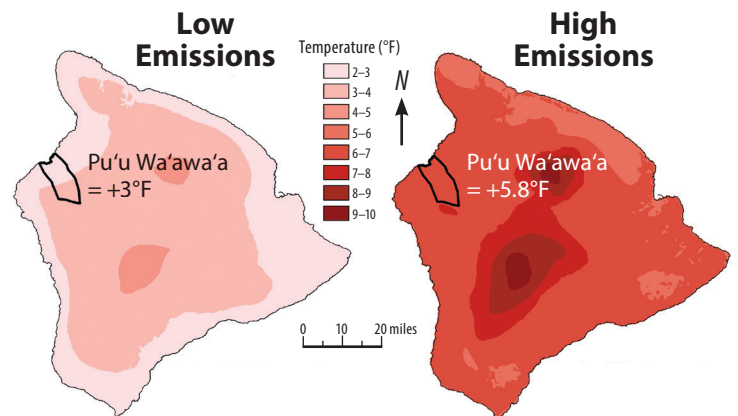 Low
Emissions
High
Emissions
Temperature (°F)
2–3
3–4
4–5
5–6
6–7
7–8
8–9
9–10
N
Pu‘u Wa‘awa‘a
= +3°F
Pu‘u Wa‘awa‘a
= +5.8°F
0 10 20 miles